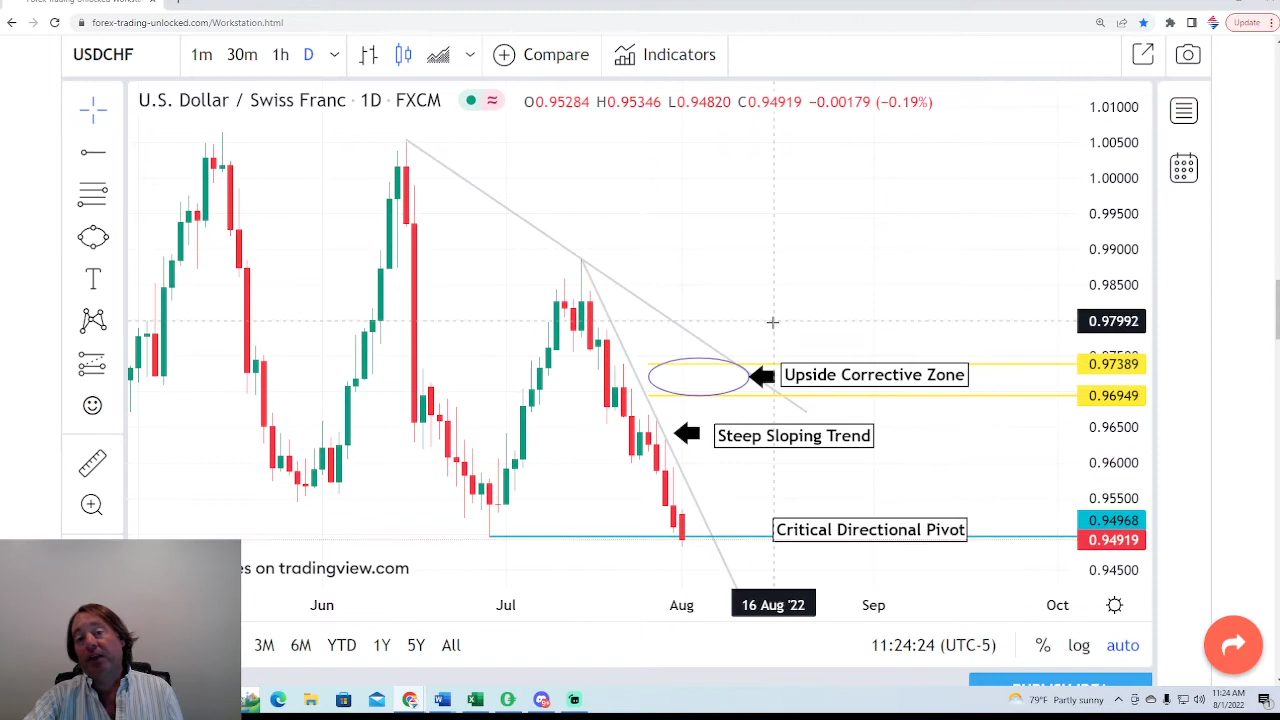 forex-trading-unlocked.com/Workstation.html
Update
USDCHF 1m 30m 1h D Compare Indicators
U.S. Dollar / Swiss Franc · 1D · FXCM O0.95284 H0.95346 L0.94820 C0.94919 −0.00179 (−0.19%)
1.01000
1.00500
1.00000
0.99500
0.99000
0.98500
0.97992
0.97389
Upside Corrective Zone
0.96949
0.96500
Steep Sloping Trend
0.96000
0.95500
0.94968
Critical Directional Pivot
0.94919
es on tradingview.com
0.94500
Jun Jul Aug 16 Aug '22 Sep Oct
3M 6M YTD 1Y 5Y All 11:24:24 (UTC-5) % log auto
79°F Partly sunny
11:24 AM
8/1/2022